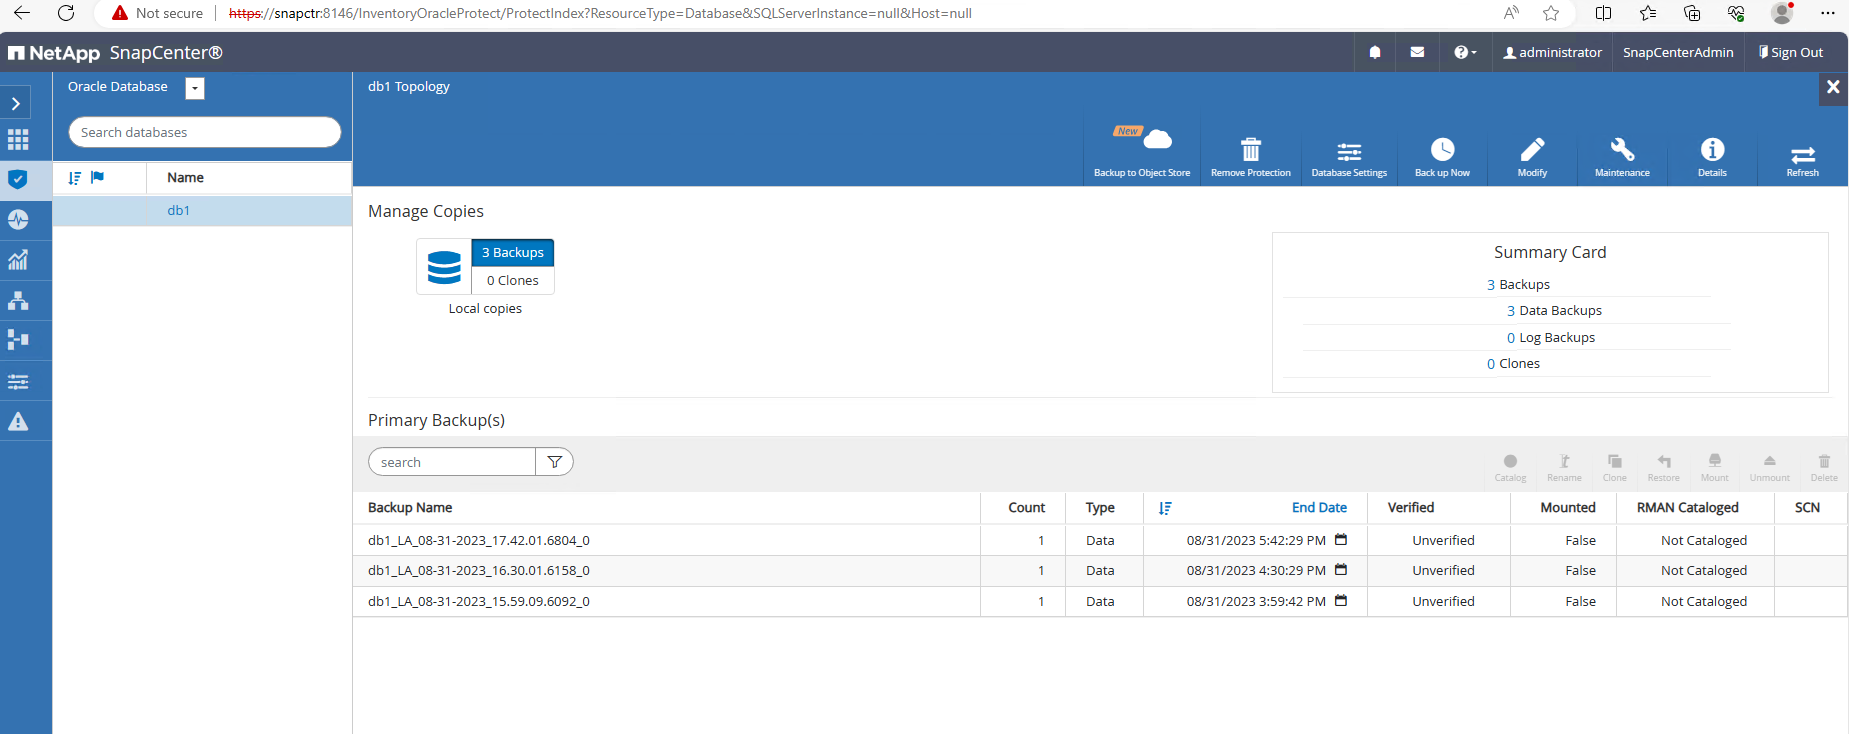 Not secure https://snapctr:8146/InventoryOracleProtect/ProtectIndex?ResourceType=Database&SQLServerInstance=null&Host=null
NetApp SnapCenter® administrator SnapCenterAdmin Sign Out
Oracle Database
db1 Topology
Search databases
New
Backup to Object Store Remove Protection Database Settings Back up Now Modify Maintenance Details Refresh
Name
db1
Manage Copies
3 Backups
0 Clones
Local copies
Summary Card
3 Backups
3 Data Backups
0 Log Backups
0 Clones
Primary Backup(s)
search
Catalog Rename Clone Restore Mount Unmount Delete
Backup Name Count Type End Date Verified Mounted RMAN Cataloged SCN
db1_LA_08-31-2023_17.42.01.6804_0 1 Data 08/31/2023 5:42:29 PM Unverified False Not Cataloged
db1_LA_08-31-2023_16.30.01.6158_0 1 Data 08/31/2023 4:30:29 PM Unverified False Not Cataloged
db1_LA_08-31-2023_15.59.09.6092_0 1 Data 08/31/2023 3:59:42 PM Unverified False Not Cataloged